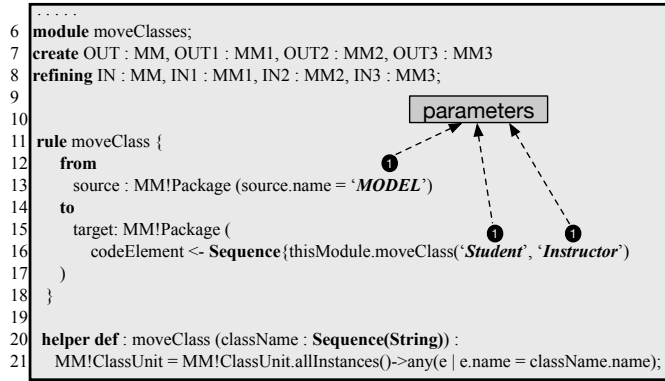 . . . . .
6 module moveClasses;
7 create OUT : MM, OUT1 : MM1, OUT2 : MM2, OUT3 : MM3
8 refining IN : MM, IN1 : MM1, IN2 : MM2, IN3 : MM3;
9
10 parameters
11 rule moveClass {
12 from 1
13 source : MM!Package (source.name = ‘MODEL’)
14 to
15 target: MM!Package ( 1 1
16 codeElement <- Sequence{thisModule.moveClass(‘Student’, ‘Instructor’)
17 )
18 }
19
20 helper def : moveClass (className : Sequence(String)) :
21 MM!ClassUnit = MM!ClassUnit.allInstances()->any(e | e.name = className.name);